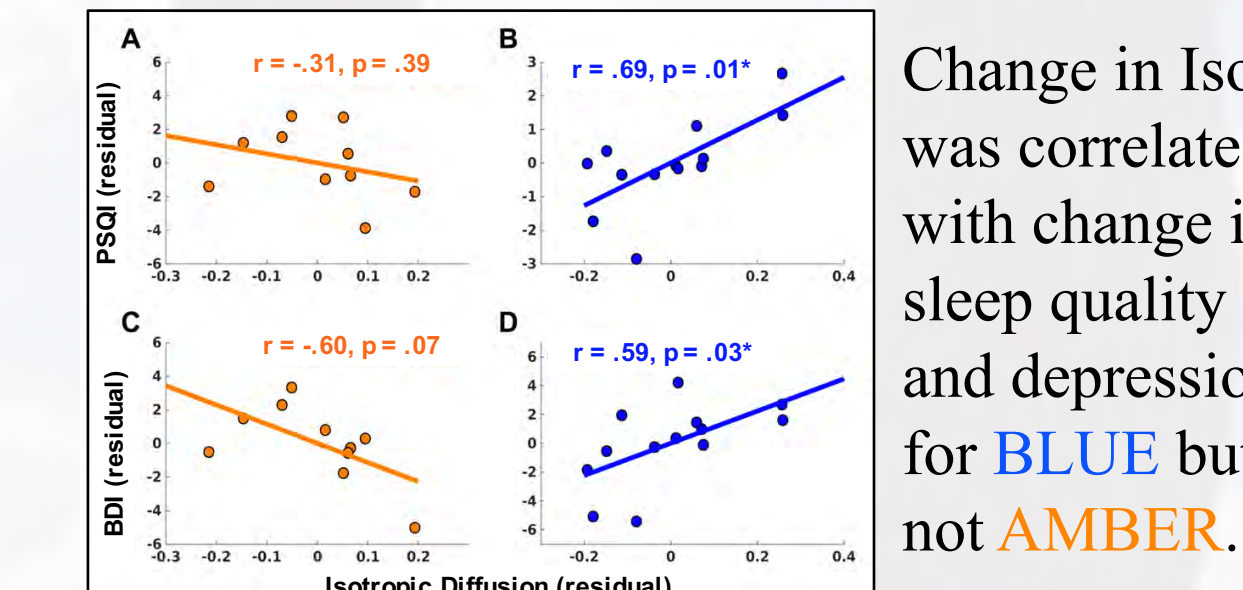 A
r = -.31, p = .39
6
4
2
0
-2
-4
-6
-0.3 -0.2 -0.1 0 0.1 0.2
PSQI (residual)
B
r = .69, p = .01*
3
2
1
0
-1
-2
-3
-0.2 0 0.2 0.4
C
r = -.60, p = .07
6
4
2
0
-2
-4
-6
-0.3 -0.2 -0.1 0 0.1 0.2
BDI (residual)
D
r = .59, p = .03*
6
4
2
0
-2
-4
-6
-0.2 0 0.2 0.4
Isotropic Diffusion (residual)
Change in Iso
was correlate
with change i
sleep quality
and depressio
for BLUE but
not AMBER.